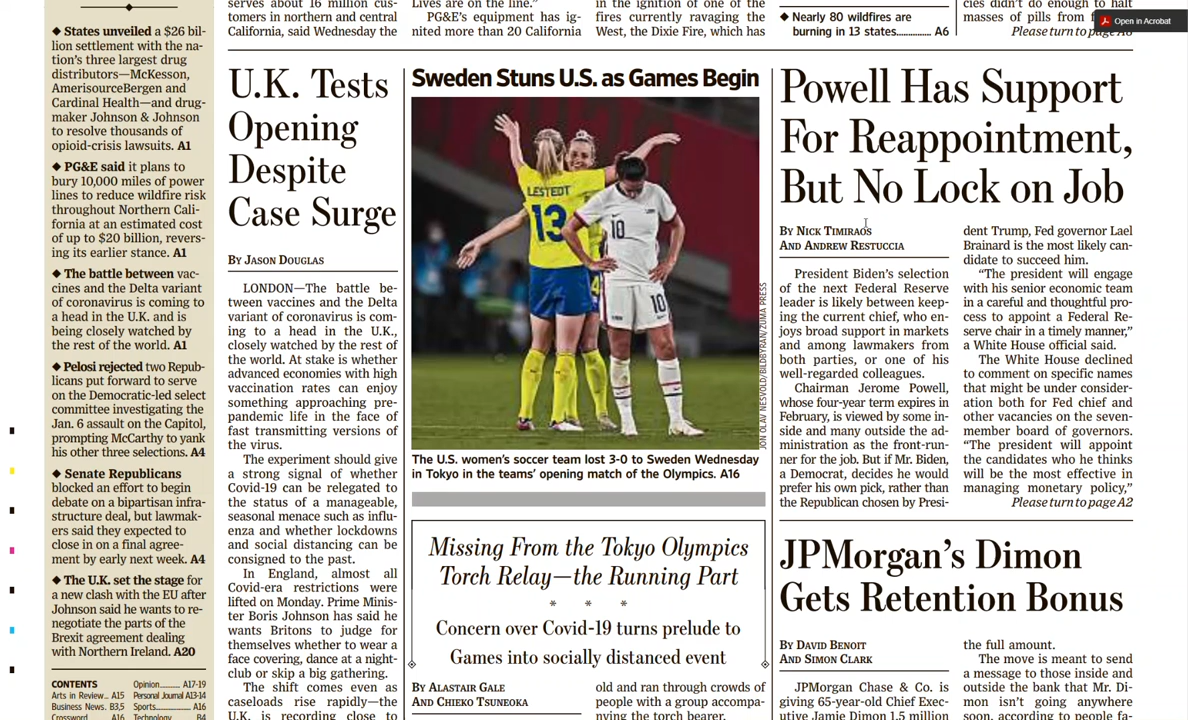 ◆ States unveiled a $26 bil-
lion settlement with the na-
tion's three largest drug
distributors—McKesson,
AmerisourceBergen and
Cardinal Health—and drug-
maker Johnson & Johnson
to resolve thousands of
opioid-crisis lawsuits. A1
◆ PG&E said it plans to
bury 10,000 miles of power
lines to reduce wildfire risk
throughout Northern Cali-
fornia at an estimated cost
of up to $20 billion, revers-
ing its earlier stance. A1
◆ The battle between vac-
cines and the Delta variant
of coronavirus is coming to
a head in the U.K. and is
being closely watched by
the rest of the world. A1
◆ Pelosi rejected two Repub-
licans put forward to serve
on the Democratic-led select
committee investigating the
Jan. 6 assault on the Capitol,
prompting McCarthy to yank
his other three selections. A4
◆ Senate Republicans
blocked an effort to begin
debate on a bipartisan infra-
structure deal, but lawmak-
ers said they expected to
close in on a final agree-
ment by early next week. A4
◆ The U.K. set the stage for
a new clash with the EU after
Johnson said he wants to re-
negotiate the parts of the
Brexit agreement dealing
with Northern Ireland. A20
CONTENTS
Arts in Review... A15
Business News. B3,5
Crossword A16
Opinion.......... A17-19
Personal Journal A13-14
Sports............... A16
Technology B4
serves about 16 million cus-
tomers in northern and central
California, said Wednesday the
Lives are on the line."
PG&E's equipment has ig-
nited more than 20 California
in the ignition of one of the
fires currently ravaging the
West, the Dixie Fire, which has
◆ Nearly 80 wildfires are
burning in 13 states.............. A6
cies didn't do enough to halt
masses of pills from
Please turn to page A6
Open in Acrobat
U.K. Tests
Opening
Despite
Case Surge
BY JASON DOUGLAS
LONDON—The battle be-
tween vaccines and the Delta
variant of coronavirus is com-
ing to a head in the U.K.,
closely watched by the rest of
the world. At stake is whether
advanced economies with high
vaccination rates can enjoy
something approaching pre-
pandemic life in the face of
fast transmitting versions of
the virus.
The experiment should give
a strong signal of whether
Covid-19 can be relegated to
the status of a manageable,
seasonal menace such as influ-
enza and whether lockdowns
and social distancing can be
consigned to the past.
In England, almost all
Covid-era restrictions were
lifted on Monday. Prime Minis-
ter Boris Johnson has said he
wants Britons to judge for
themselves whether to wear a
face covering, dance at a night-
club or skip a big gathering.
The shift comes even as
caseloads rise rapidly—the
U.K. is recording close to
Sweden Stuns U.S. as Games Begin
LESTEDT
13
10
10
JON OLAV NESVOLD/BILDBYRAN/ZUMA PRESS
The U.S. women's soccer team lost 3-0 to Sweden Wednesday
in Tokyo in the teams' opening match of the Olympics. A16
Missing From the Tokyo Olympics
Torch Relay—the Running Part
* * *
Concern over Covid-19 turns prelude to
Games into socially distanced event
BY ALASTAIR GALE
AND CHIEKO TSUNEOKA
old and ran through crowds of
people with a group accompa-
nying the torch bearer.
Powell Has Support
For Reappointment,
But No Lock on Job
BY NICK TIMIRAOS
AND ANDREW RESTUCCIA
President Biden's selection
of the next Federal Reserve
leader is likely between keep-
ing the current chief, who en-
joys broad support in markets
and among lawmakers from
both parties, or one of his
well-regarded colleagues.
Chairman Jerome Powell,
whose four-year term expires in
February, is viewed by some in-
side and many outside the ad-
ministration as the front-run-
ner for the job. But if Mr. Biden,
a Democrat, decides he would
prefer his own pick, rather than
the Republican chosen by Presi-
dent Trump, Fed governor Lael
Brainard is the most likely can-
didate to succeed him.
"The president will engage
with his senior economic team
in a careful and thoughtful pro-
cess to appoint a Federal Re-
serve chair in a timely manner,"
a White House official said.
The White House declined
to comment on specific names
that might be under consider-
ation both for Fed chief and
other vacancies on the seven-
member board of governors.
"The president will appoint
the candidates who he thinks
will be the most effective in
managing monetary policy,"
Please turn to page A2
JPMorgan's Dimon
Gets Retention Bonus
BY DAVID BENOIT
AND SIMON CLARK
JPMorgan Chase & Co. is
giving 65-year-old Chief Exec-
utive Jamie Dimon 1.5 million
the full amount.
The move is meant to send
a message to those inside and
outside the bank that Mr. Di-
mon isn't going anywhere
soon, according to people fa-